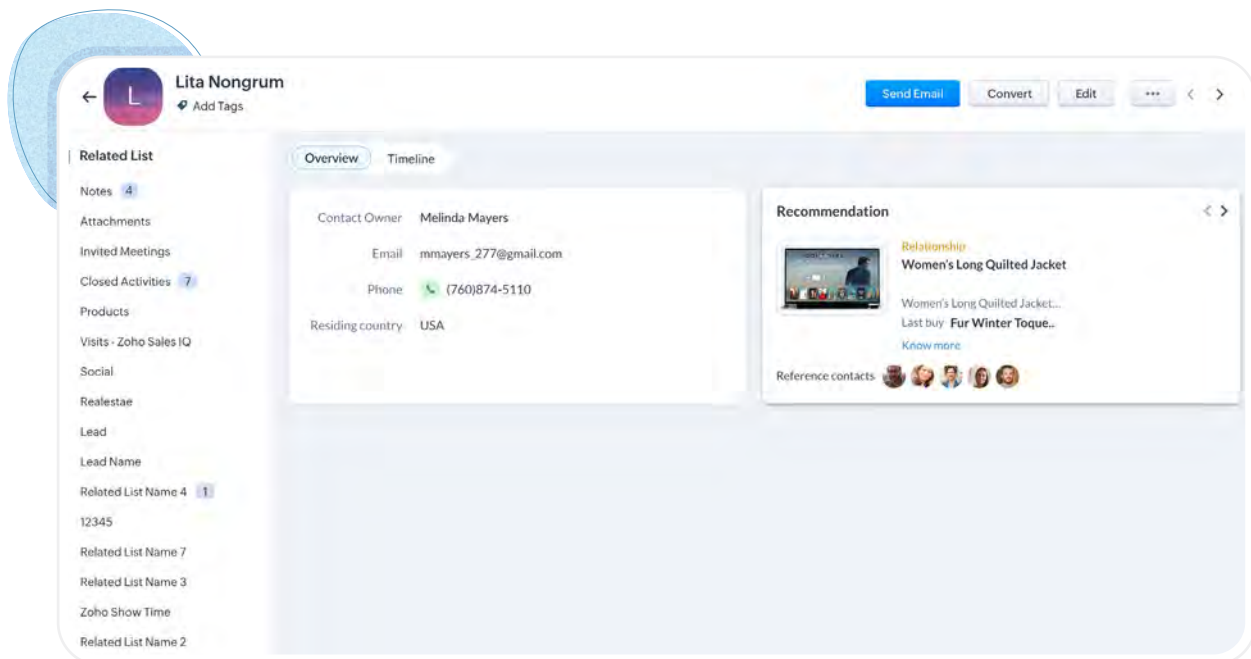 Lita Nongrum
L
Add Tags
Send Email Convert Edit ...
Related List
Notes 4
Attachments
Invited Meetings
Closed Activities 7
Products
Visits - Zoho Sales IQ
Social
Realestae
Lead
Lead Name
Related List Name 4 1
12345
Related List Name 7
Related List Name 3
Zoho Show Time
Related List Name 2
Overview Timeline
Contact Owner Melinda Mayers
Email mmayers_277@gmail.com
Phone (760)874-5110
Residing country USA
Recommendation
Relationship
Women's Long Quilted Jacket
Women's Long Quilted Jacket...
Last buy Fur Winter Toque..
Know more
Reference contacts